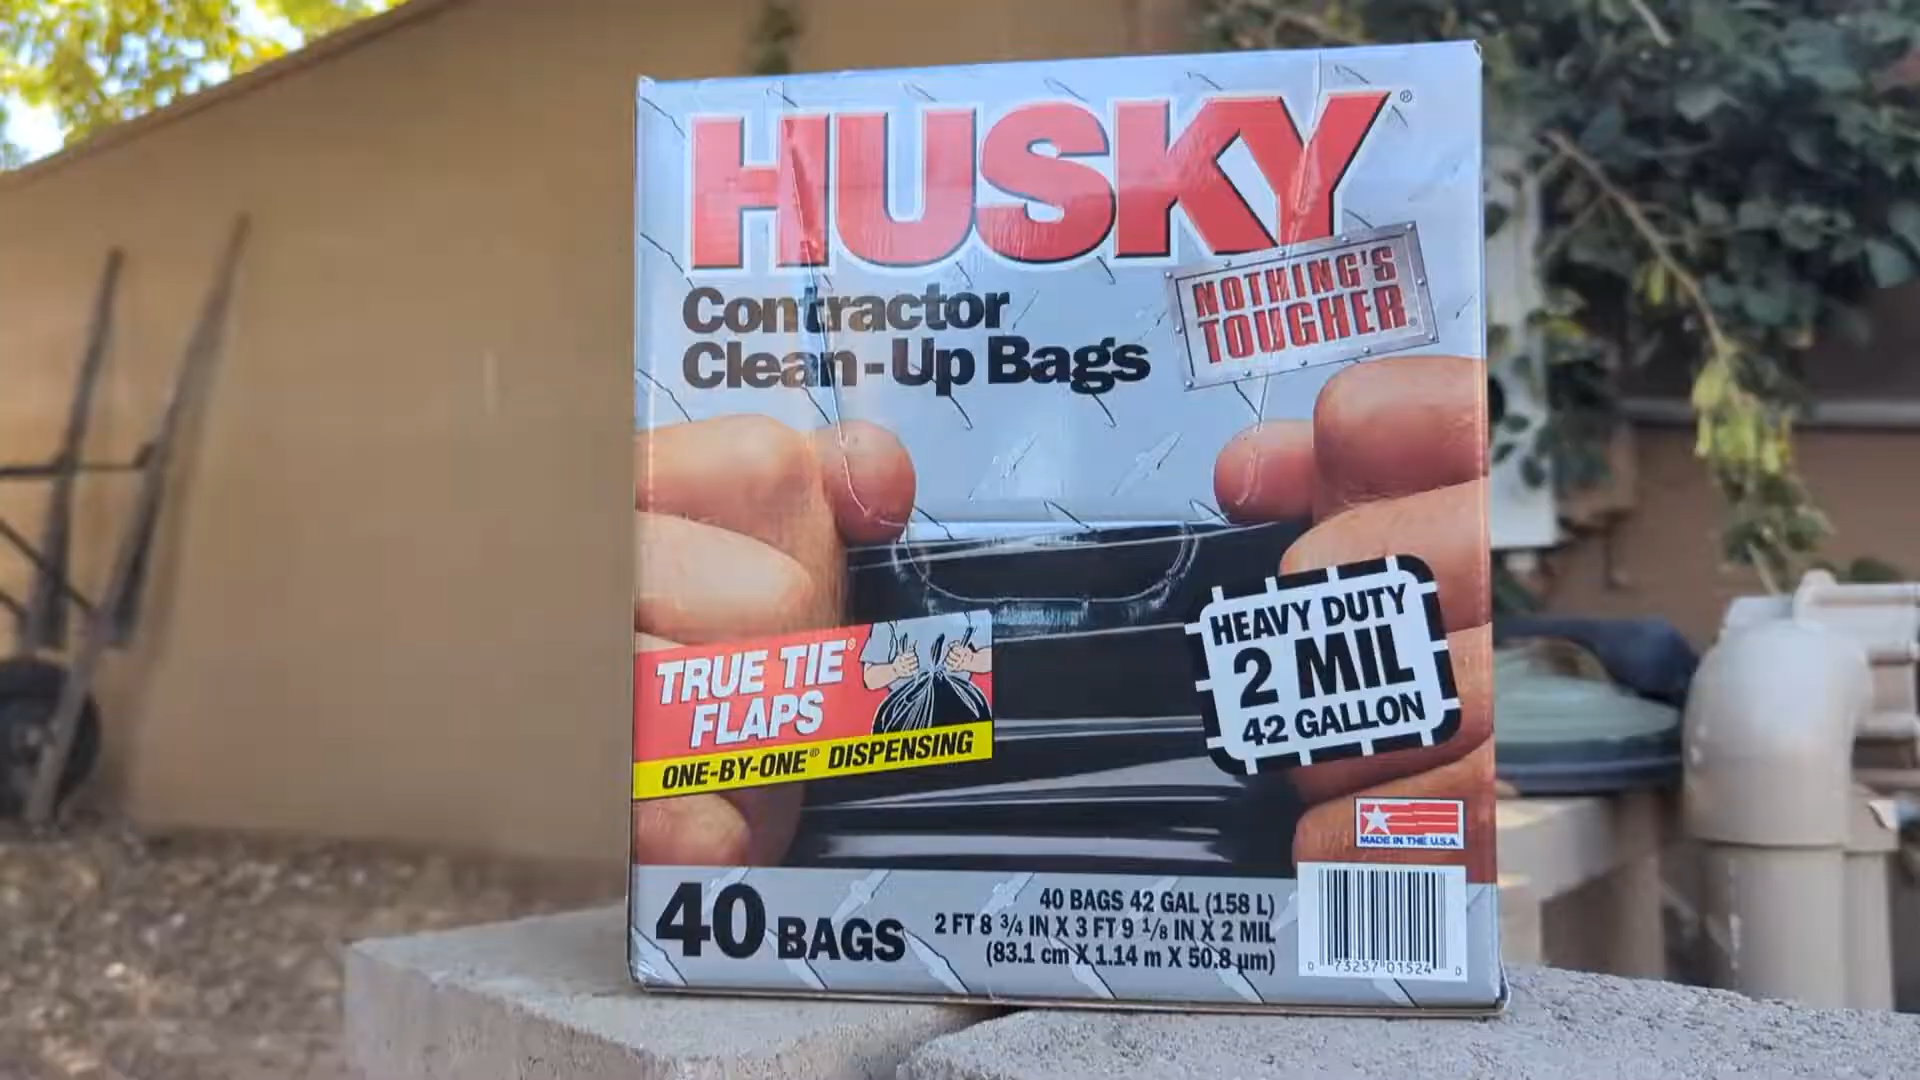 HUSKY®
Contractor
Clean-Up Bags
NOTHING'S
TOUGHER®
TRUE TIE®
FLAPS
ONE-BY-ONE® DISPENSING
HEAVY DUTY
2 MIL
42 GALLON
MADE IN THE U.S.A.
40 BAGS
40 BAGS 42 GAL (158 L)
2 FT 8 3/4 IN X 3 FT 9 1/8 IN X 2 MIL
(83.1 cm X 1.14 m X 50.8 µm)
0 73257 01524 0